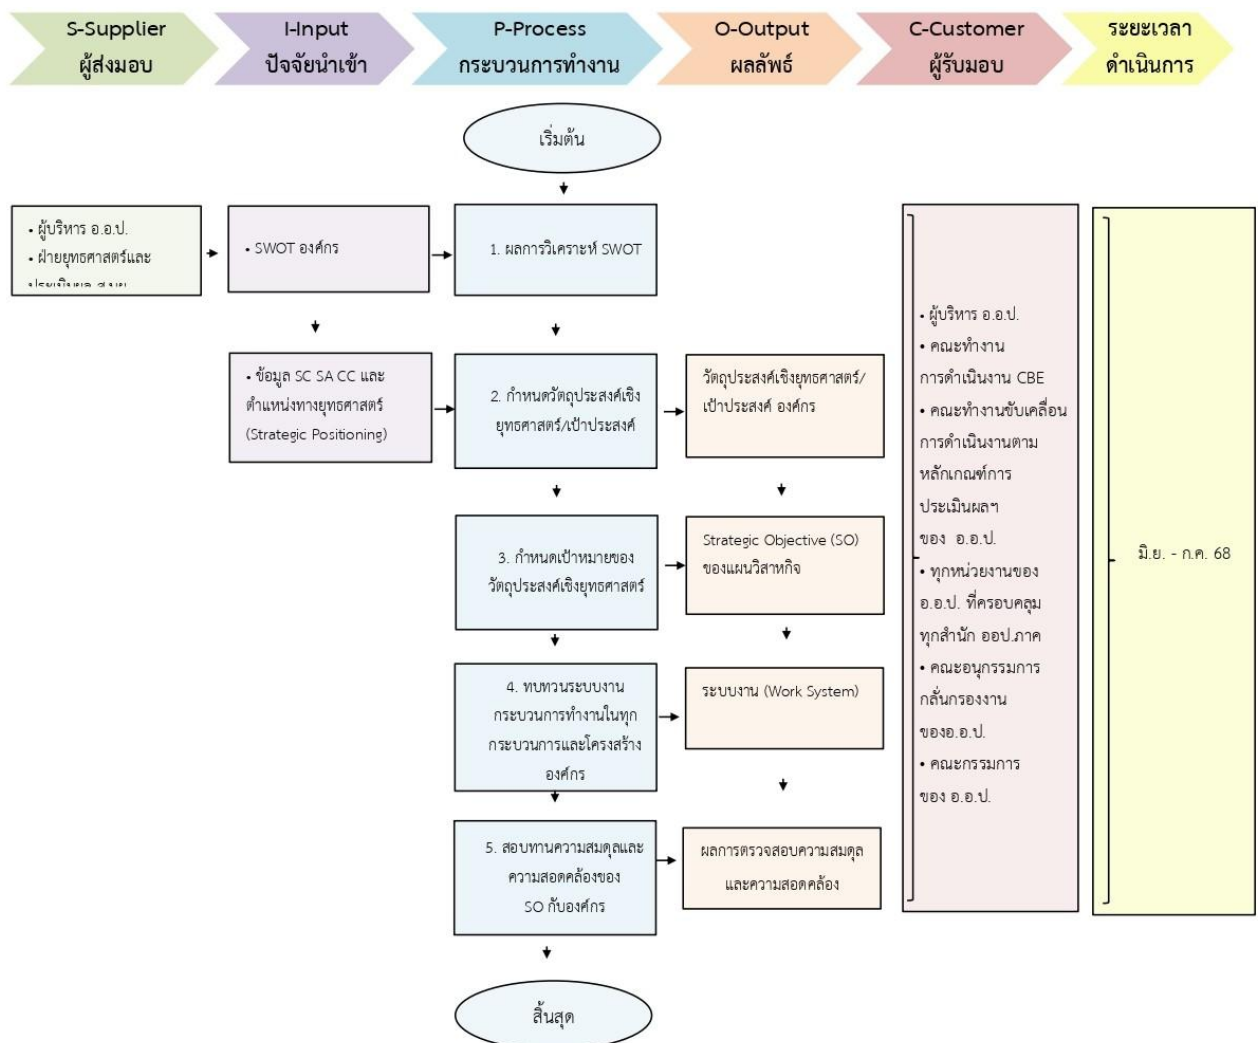 S-Supplier
ผู้ส่งมอบ
I-Input
ปัจจัยนำเข้า
P-Process
กระบวนการทำงาน
O-Output
ผลลัพธ์
C-Customer
ผู้รับมอบ
ระยะเวลา
ดำเนินการ
เริ่มต้น
• ผู้บริหาร อ.อ.ป.
• ฝ่ายยุทธศาสตร์และ
• SWOT องค์กร
1. ผลการวิเคราะห์ SWOT
• ข้อมูล SC SA CC และ
ตำแหน่งทางยุทธศาสตร์
(Strategic Positioning)
2. กำหนดวัตถุประสงค์เชิง
ยุทธศาสตร์/เป้าประสงค์
วัตถุประสงค์เชิงยุทธศาสตร์/
เป้าประสงค์ องค์กร
3. กำหนดเป้าหมายของ
วัตถุประสงค์เชิงยุทธศาสตร์
Strategic Objective (SO)
ของแผนวิสาหกิจ
4. ทบทวนระบบงาน
กระบวนการทำงานในทุก
กระบวนการและโครงสร้าง
องค์กร
ระบบงาน (Work System)
5. สอบทานความสมดุลและ
ความสอดคล้องของ
SO กับองค์กร
ผลการตรวจสอบความสมดุล
และความสอดคล้อง
สิ้นสุด
• ผู้บริหาร อ.อ.ป.
• คณะทำงาน
การดำเนินงาน CBE
• คณะทำงานขับเคลื่อน
การดำเนินงานตาม
หลักเกณฑ์การ
ประเมินผลฯ
ของ อ.อ.ป.
• ทุกหน่วยงานของ
อ.อ.ป. ที่ครอบคลุม
ทุกสำนัก ออป.ภาค
• คณะอนุกรรมการ
กลั่นกรองงาน
ของอ.อ.ป.
• คณะกรรมการ
ของ อ.อ.ป.
มิ.ย. - ก.ค. 68